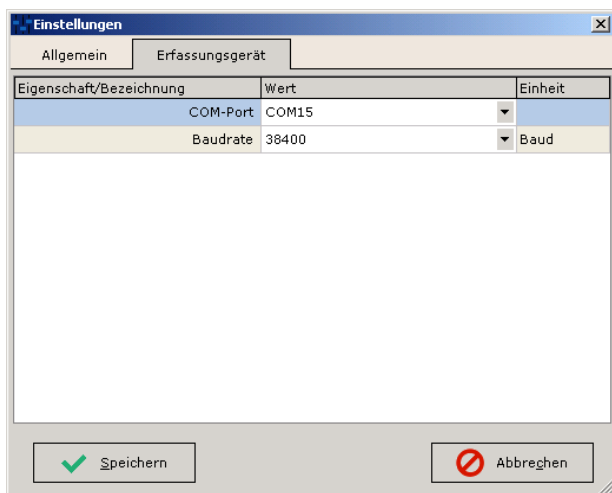 Einstellungen
Allgemein Erfassungsgerät
Eigenschaft/Bezeichnung Wert Einheit
COM-Port COM15
Baudrate 38400 Baud
Speichern Abbrechen